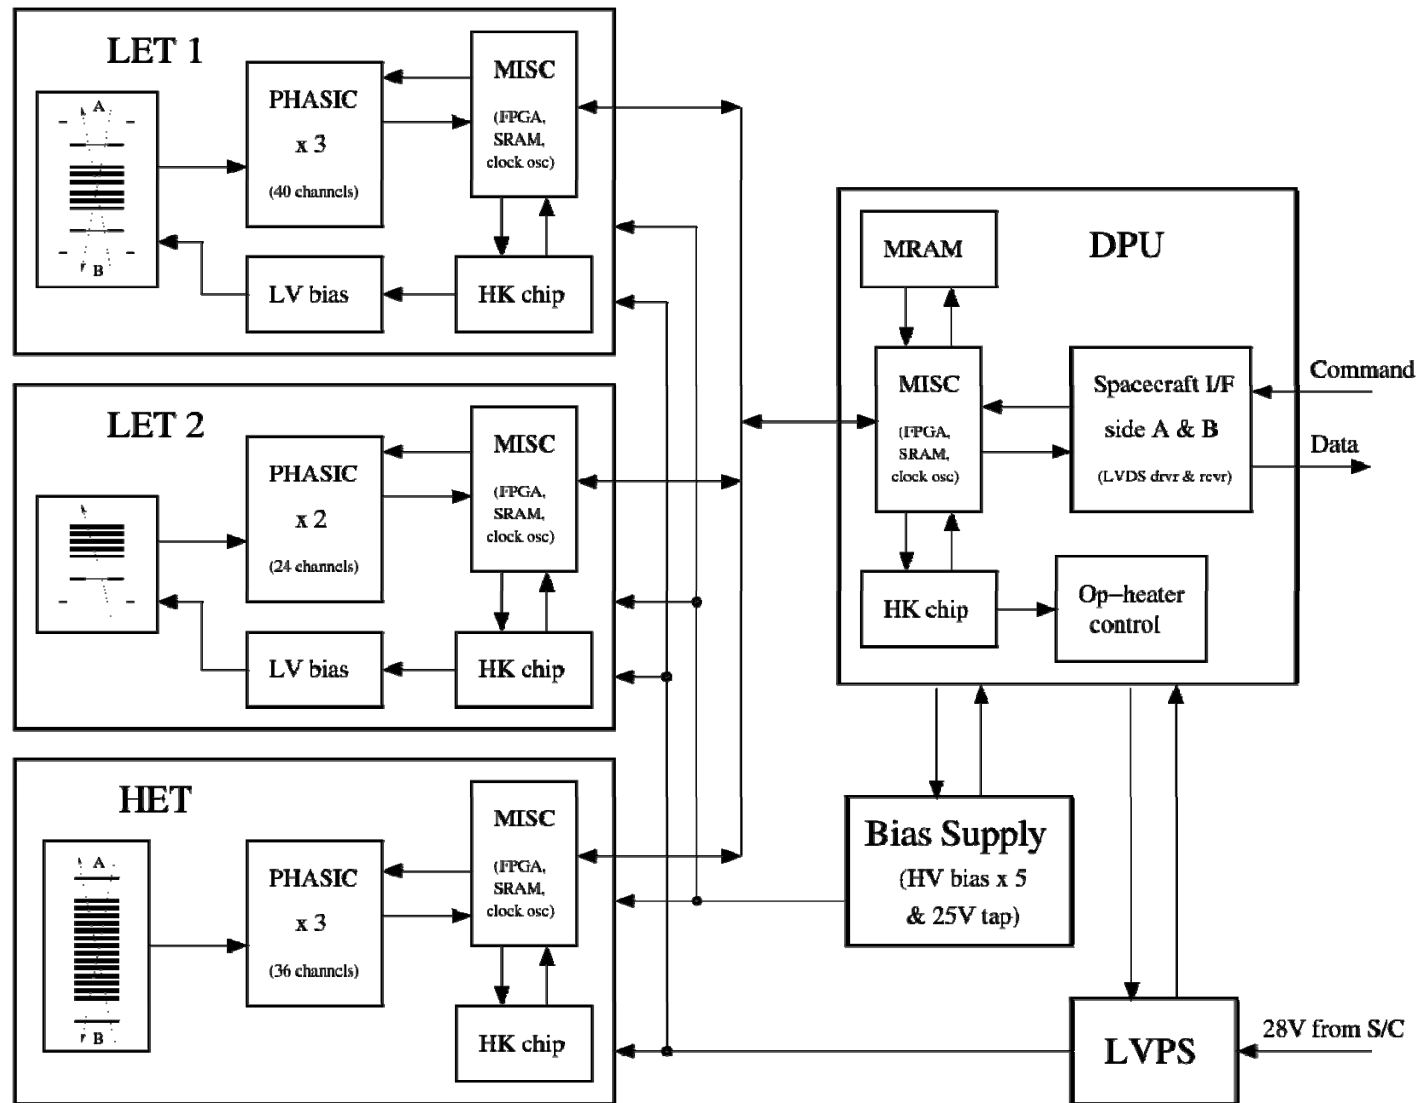 LET 1
A
B
PHASIC
x 3
(40 channels)
MISC
(FPGA,
SRAM,
clock osc)
LV bias
HK chip
LET 2
PHASIC
x 2
(24 channels)
MISC
(FPGA,
SRAM,
clock osc)
LV bias
HK chip
HET
A
B
PHASIC
x 3
(36 channels)
MISC
(FPGA,
SRAM,
clock osc)
HK chip
DPU
MRAM
MISC
(FPGA,
SRAM,
clock osc)
Spacecraft I/F
side A & B
(LVDS drvr & rcvr)
Command
Data
HK chip
Op-heater
control
Bias Supply
(HV bias x 5
& 25V tap)
LVPS
28V from S/C